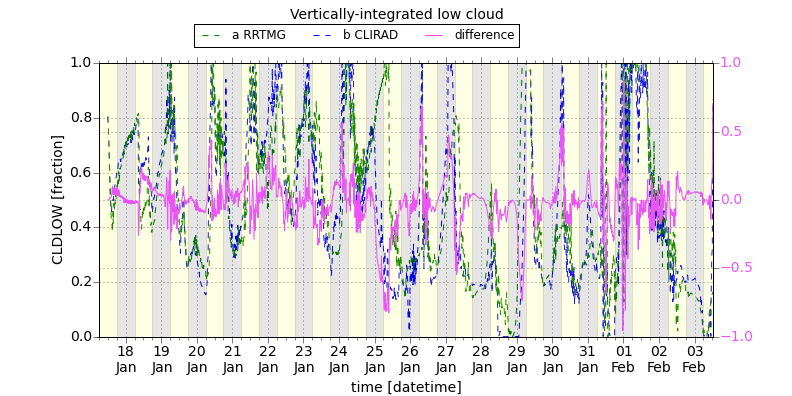 Vertically-integrated low cloud
a RRTMG b CLIRAD difference
1.0 1.0
0.8 0.5
0.6 0.0
0.4 −0.5
0.2 −1.0
0.0
CLDLOW [fraction]
18 19 20 21 22 23 24 25 26 27 28 29 30 31 01 02 03
Jan Jan Jan Jan Jan Jan Jan Jan Jan Jan Jan Jan Jan Jan Feb Feb Feb
time [datetime]